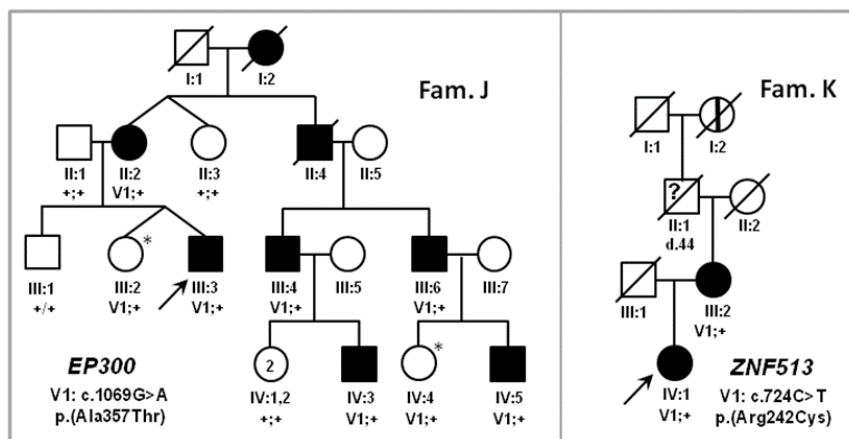 Fam. J
I:1 I:2
II:1 II:2 II:3 II:4 II:5
+;+ V1;+ +;+
* 
III:1 III:2 III:3 III:4 III:5 III:6 III:7
+/+ V1;+ V1;+ V1;+ V1;+
2 *
IV:1,2 IV:3 IV:4 IV:5
+;+ V1;+ V1;+ V1;+
EP300
V1: c.1069G>A
p.(Ala357Thr)
Fam. K
I:1 I:2
?
II:1 II:2
d.44
III:1 III:2
V1;+
IV:1
V1;+
ZNF513
V1: c.724C>T
p.(Arg242Cys)